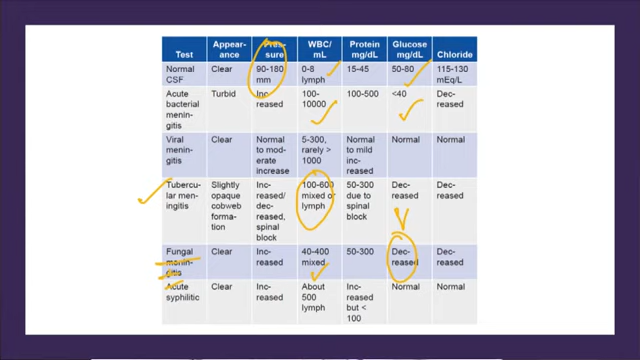 Test
Appear-
ance
Pres-
sure
WBC/
mL
Protein
mg/dL
Glucose
mg/dL
Chloride
Normal
CSF
Clear
90-180
mm
0-8
lymph
15-45
50-80
115-130
mEq/L
Acute
bacterial
menin-
gitis
Turbid
Inc-
reased
100-
10000
100-500
<40
Dec-
reased
Viral
menin-
gitis
Clear
Normal
to mod-
erate
increase
5-300,
rarely >
1000
Normal
to mild
inc-
reased
Normal
Normal
Tubercu-
lar men-
ingitis
Slightly
opaque
cobweb
forma-
tion
Inc-
reased/
dec-
reased,
spinal
block
100-600
mixed or
lymph
50-300
due to
spinal
block
Dec-
reased
Dec-
reased
Fungal
menin-
gitis
Clear
Inc-
reased
40-400
mixed
50-300
Dec-
reased
Dec-
reased
Acute
syphilitic
Clear
Inc-
reased
About
500
lymph
Inc-
reased
but <
100
Normal
Normal